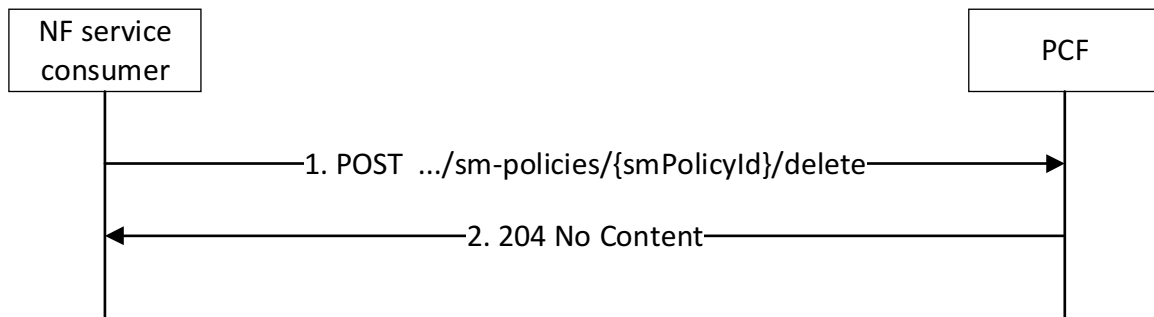 NF service
consumer
PCF
1. POST .../sm-policies/{smPolicyId}/delete
2. 204 No Content